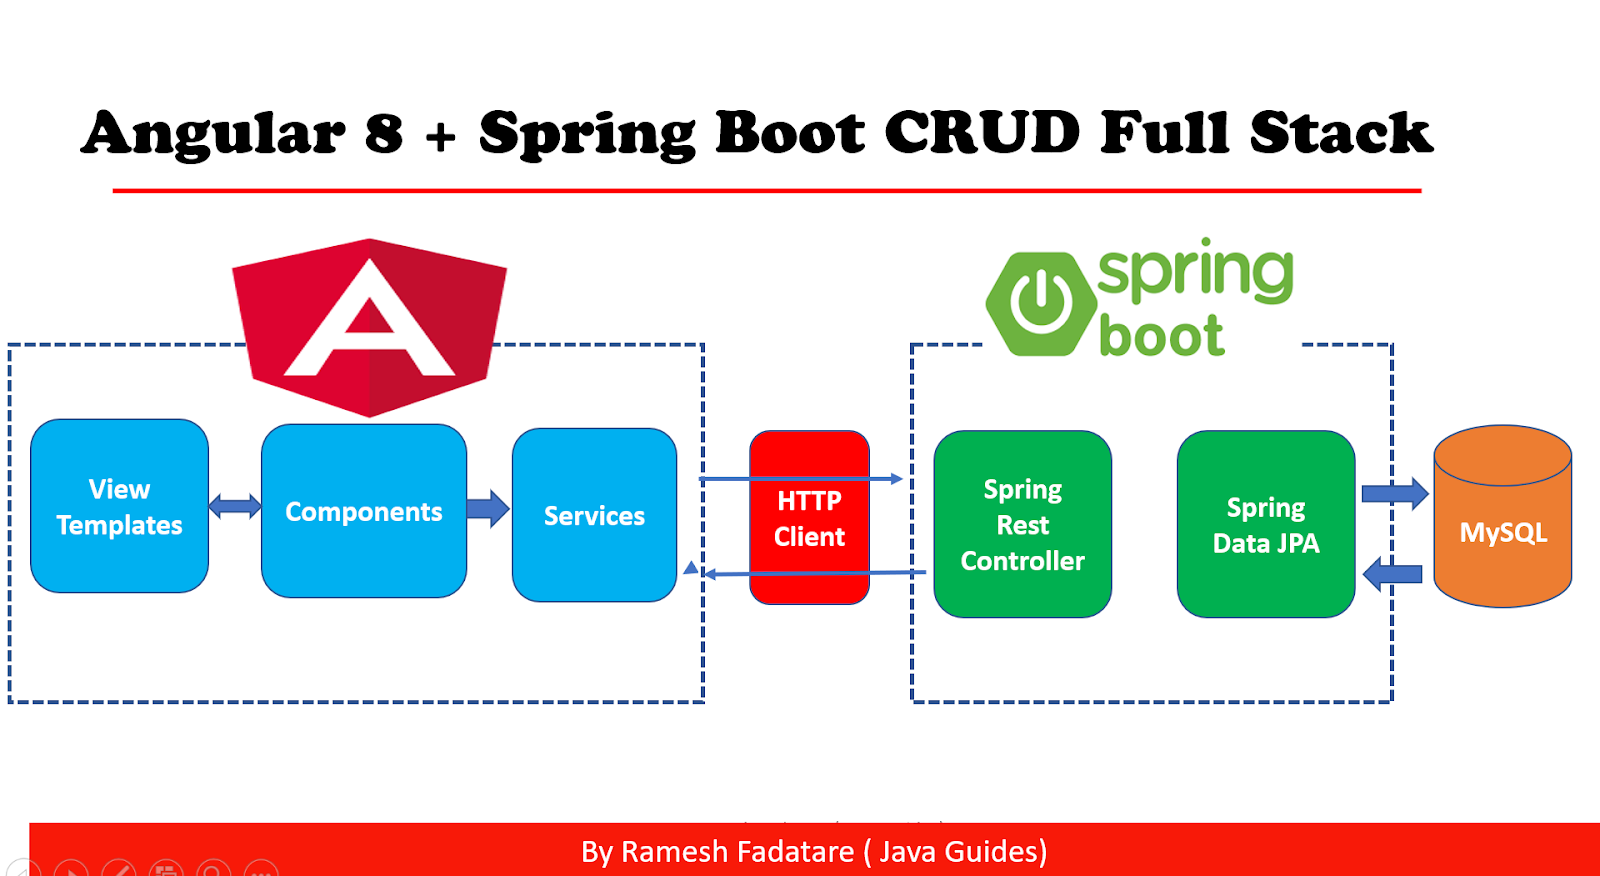 Angular 8 + Spring Boot CRUD Full Stack
spring
boot
View
Templates
Components
Services
HTTP
Client
Spring
Rest
Controller
Spring
Data JPA
MySQL
By Ramesh Fadatare ( Java Guides)